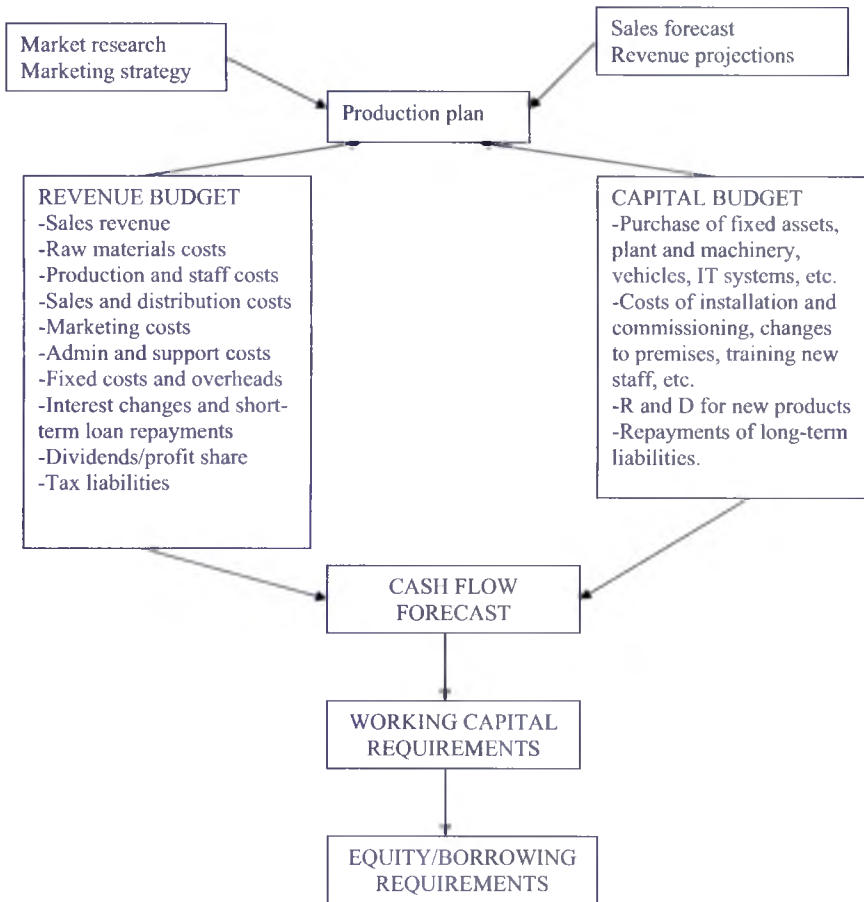 Market research
Marketing strategy
Sales forecast
Revenue projections
Production plan
REVENUE BUDGET
-Sales revenue
-Raw materials costs
-Production and staff costs
-Sales and distribution costs
-Marketing costs
-Admin and support costs
-Fixed costs and overheads
-Interest changes and short-
term loan repayments
-Dividends/profit share
-Tax liabilities
CAPITAL BUDGET
-Purchase of fixed assets,
plant and machinery,
vehicles, IT systems, etc.
-Costs of installation and
commissioning, changes
to premises, training new
staff, etc.
-R and D for new products
-Repayments of long-term
liabilities.
CASH FLOW
FORECAST
WORKING CAPITAL
REQUIREMENTS
EQUITY/BORROWING
REQUIREMENTS